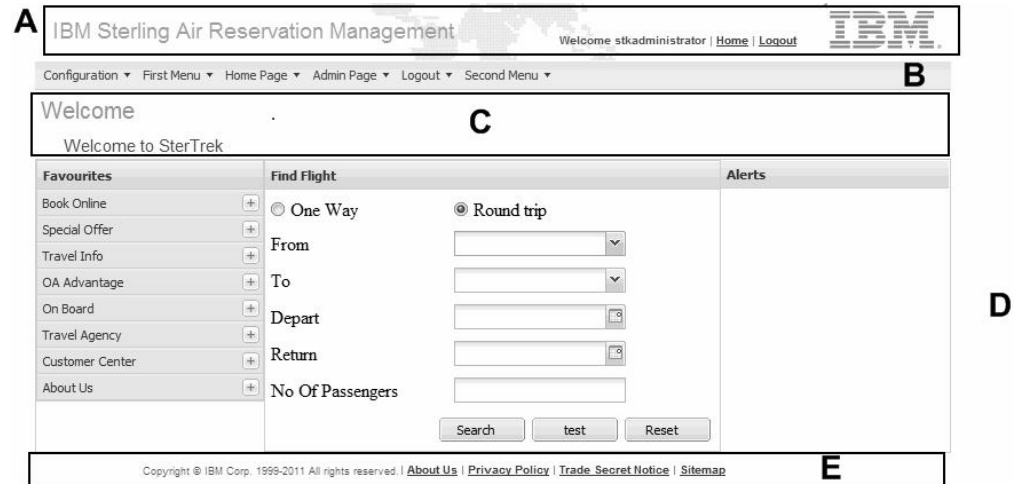 A
IBM Sterling Air Reservation Management
Welcome stkadministrator | Home | Logout
IBM.
Configuration ▾ First Menu ▾ Home Page ▾ Admin Page ▾ Logout ▾ Second Menu ▾
B
Welcome
.
C
Welcome to SterTrek
Favourites
Find Flight
Alerts
Book Online
Special Offer
Travel Info
OA Advantage
On Board
Travel Agency
Customer Center
About Us
One Way
Round trip
From
To
Depart
Return
No Of Passengers
Search
test
Reset
D
Copyright © IBM Corp. 1999-2011 All rights reserved. | About Us | Privacy Policy | Trade Secret Notice | Sitemap
E